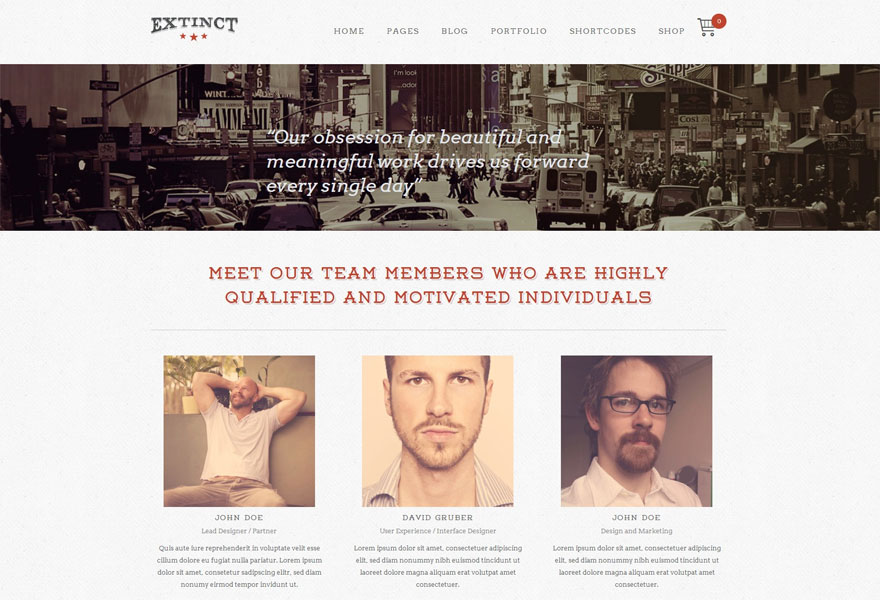 EXTINCT
HOME PAGES BLOG PORTFOLIO SHORTCODES SHOP 0
I'm look
..odor
WINT
MAMMA M!
Cost
Snapple
"Our obsession for beautiful and
meaningful work drives us forward
every single day"
MEET OUR TEAM MEMBERS WHO ARE HIGHLY
QUALIFIED AND MOTIVATED INDIVIDUALS
JOHN DOE
Lead Designer / Partner
Quis aute iure reprehenderit in voluptate velit esse
cillum dolore eu fugiat nulla pariatur. Lorem ipsum
dolor sit amet, consetetur sadipscing elitr, sed diam
nonumy eirmod tempor invidunt ut.
DAVID GRUBER
User Experience / Interface Designer
Lorem ipsum dolor sit amet, consectetuer adipiscing
elit, sed diam nonummy nibh euismod tincidunt ut
laoreet dolore magna aliquam erat volutpat amet
consectetuer.
JOHN DOE
Design and Marketing
Lorem ipsum dolor sit amet, consectetuer adipiscing
elit, sed diam nonummy nibh euismod tincidunt ut
laoreet dolore magna aliquam erat volutpat amet
consectetuer.